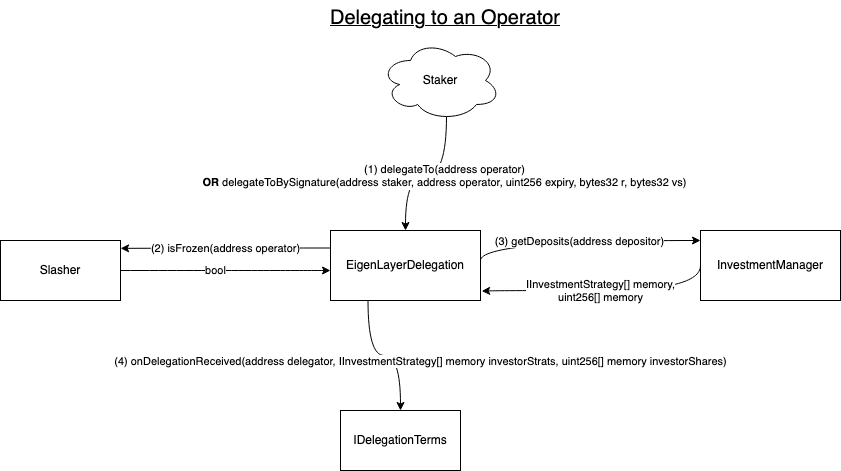 Delegating to an Operator
Staker
(1) delegateTo(address operator)
OR delegateToBySignature(address staker, address operator, uint256 expiry, bytes32 r, bytes32 vs)
(2) isFrozen(address operator)
(3) getDeposits(address depositor)
Slasher
bool
EigenLayerDelegation
InvestmentManager
IInvestmentStrategy[] memory,
uint256[] memory
(4) onDelegationReceived(address delegator, IInvestmentStrategy[] memory investorStrats, uint256[] memory investorShares)
IDelegationTerms